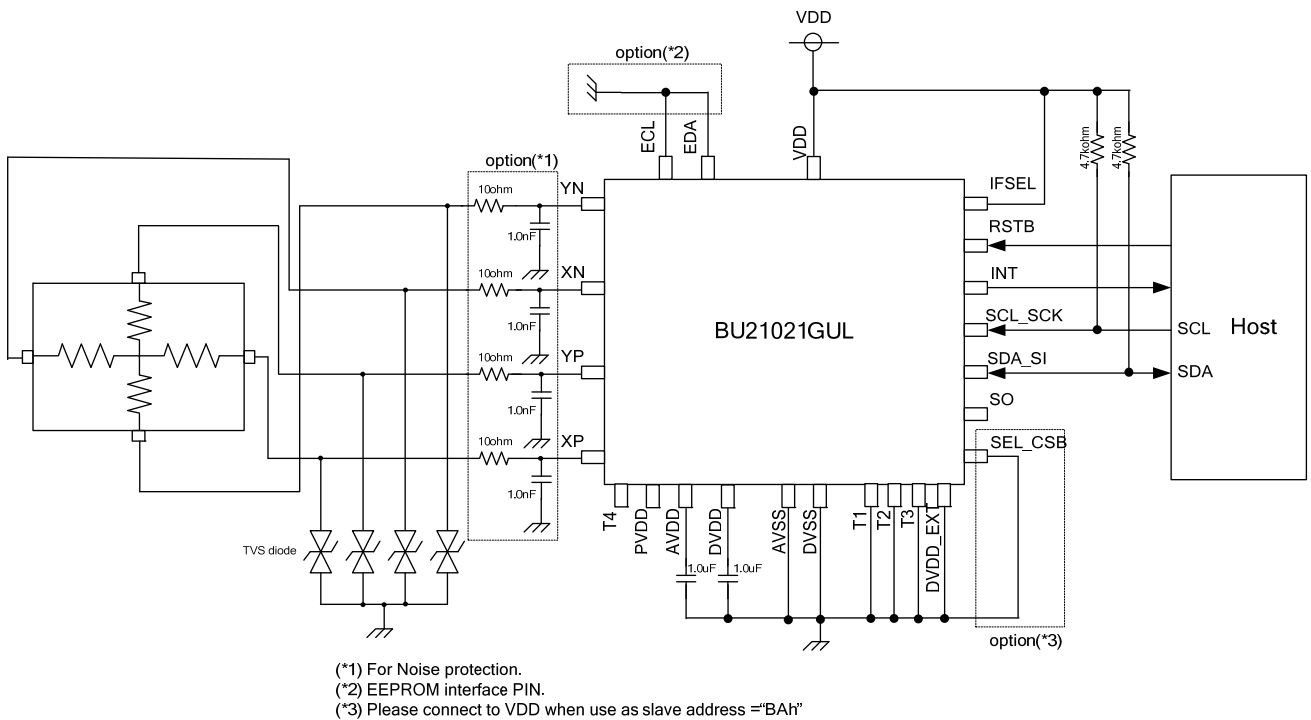 VDD
option(*2)
ECL
EDA
VDD
4.7kohm
4.7kohm
option(*1)
10ohm
YN
1.0nF
10ohm
XN
1.0nF
10ohm
YP
1.0nF
10ohm
XP
1.0nF
TVS diode
BU21021GUL
IFSEL
RSTB
INT
SCL_SCK
SDA_SI
SO
SEL_CSB
SCL
SDA
Host
T4
PVDD
AVDD
DVDD
AVSS
DVSS
T1
T2
T3
DVDD_EXT
1.0uF
1.0uF
option(*3)
(*1) For Noise protection.
(*2) EEPROM interface PIN.
(*3) Please connect to VDD when use as slave address =“BAh”